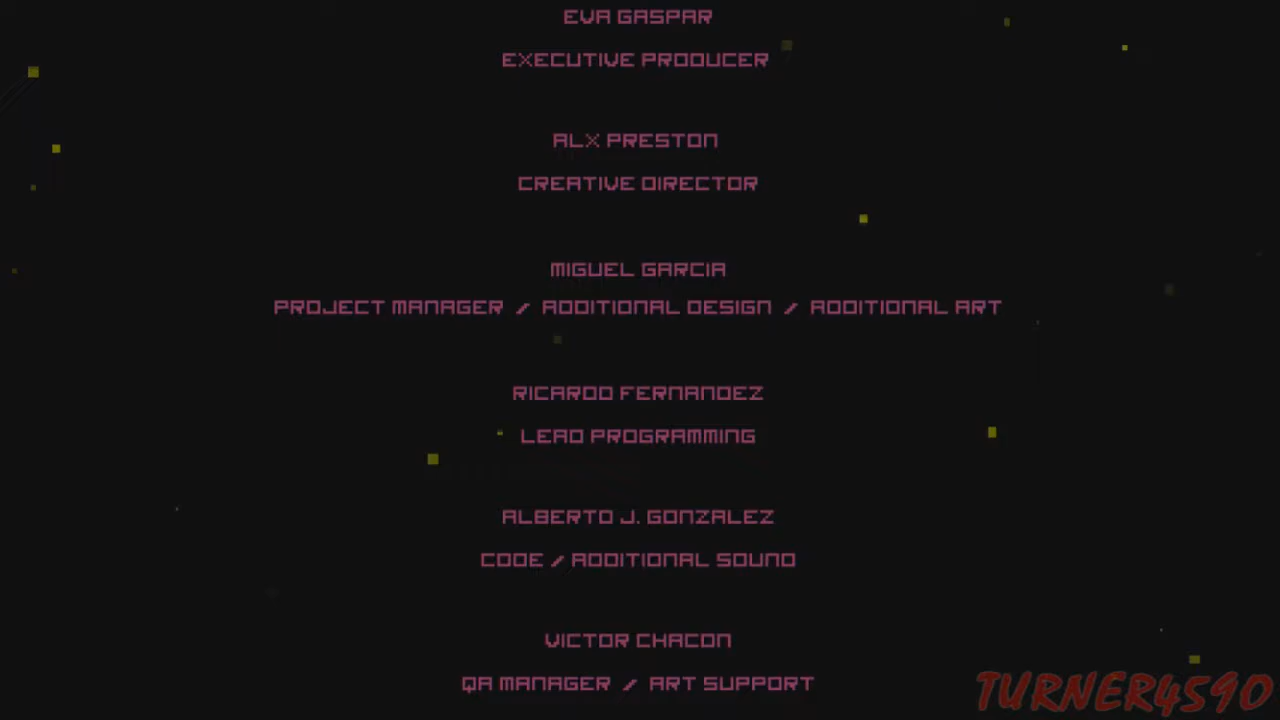 EVA GASPAR
EXECUTIVE PRODUCER
ALX PRESTON
CREATIVE DIRECTOR
MIGUEL GARCIA
PROJECT MANAGER / ADDITIONAL DESIGN / ADDITIONAL ART
RICARDO FERNANDEZ
LEAD PROGRAMMING
ALBERTO J. GONZALEZ
CODE / ADDITIONAL SOUND
VICTOR CHACON
QA MANAGER / ART SUPPORT
TURNER4590